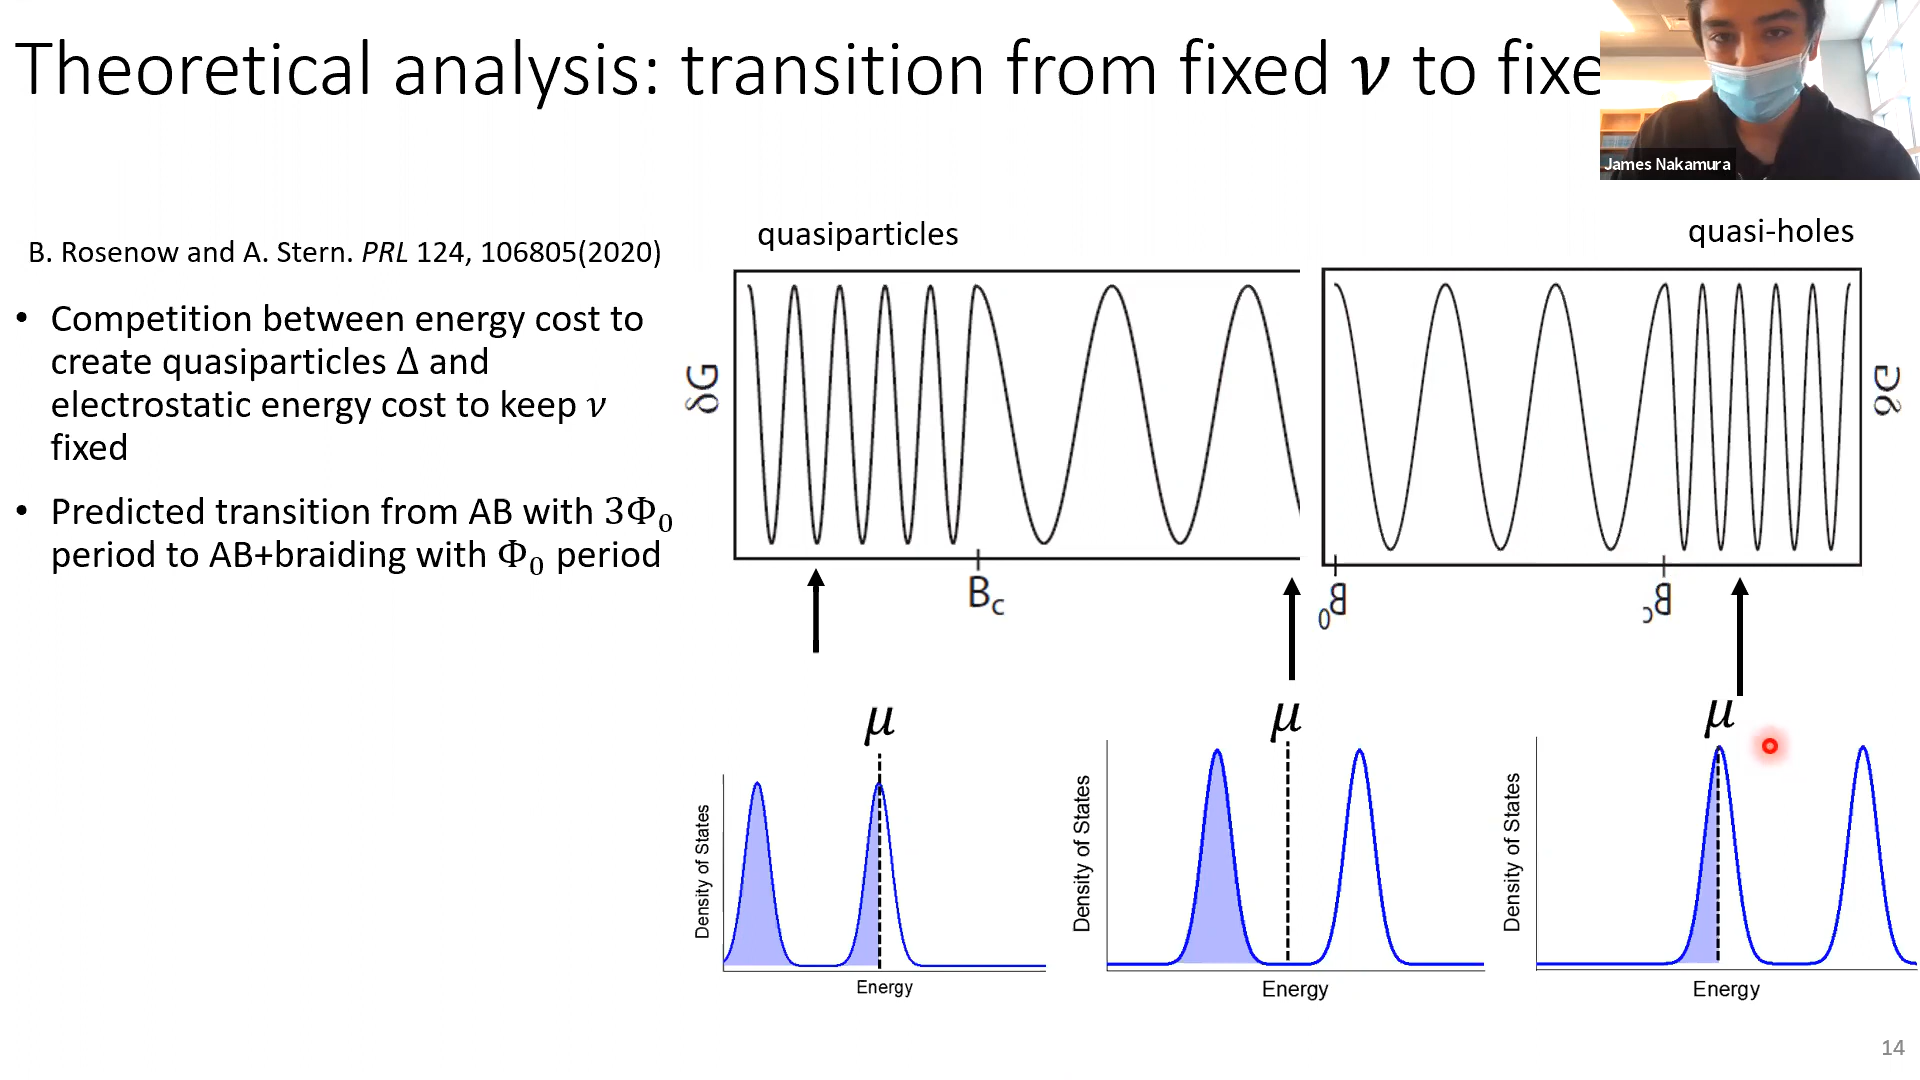 Theoretical analysis: transition from fixed ν to fixe
James Nakamura
B. Rosenow and A. Stern. PRL 124, 106805(2020)
• Competition between energy cost to
create quasiparticles Δ and
electrostatic energy cost to keep ν
fixed
• Predicted transition from AB with 3Φ₀
period to AB+braiding with Φ₀ period
quasiparticles
quasi-holes
δG
δG
B_c
B₀
B_c
μ
μ
μ
Density of States
Energy
Density of States
Energy
Density of States
Energy
14